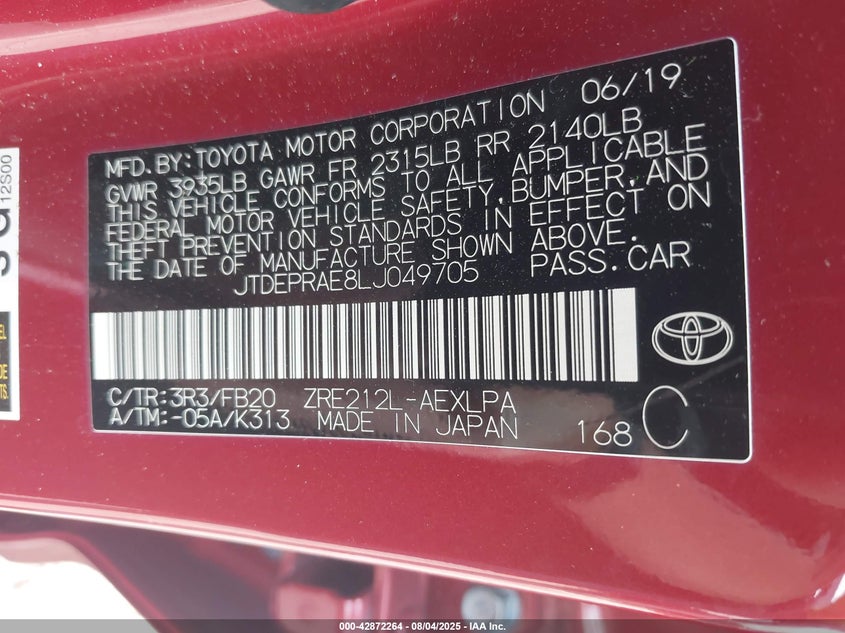 MFD.BY:TOYOTA MOTOR CORPORATION 06/19
GVWR 3935LB GAWR FR 2315LB RR 2140LB
THIS VEHICLE CONFORMS TO ALL APPLICABLE
FEDERAL MOTOR VEHICLE SAFETY,BUMPER,AND
THEFT PREVENTION STANDARDS IN EFFECT ON
THE DATE OF MANUFACTURE SHOWN ABOVE.
JTDEPRAE8LJ049705 PASS.CAR
C/TR:3R3/FB20 ZRE212L-AEXLPA
A/TM:-05A/K313 MADE IN JAPAN 168 C
12S00
000-42872264 - 08/04/2025 - IAA Inc.